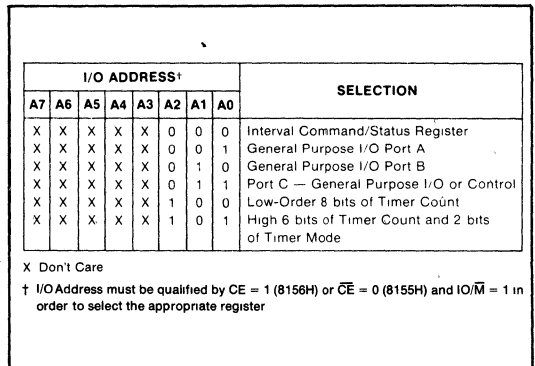 I/O ADDRESS† SELECTION
A7 A6 A5 A4 A3 A2 A1 A0
X X X X X 0 0 0 Interval Command/Status Register
X X X X X 0 0 1 General Purpose I/O Port A
X X X X X 0 1 0 General Purpose I/O Port B
X X X X X 0 1 1 Port C — General Purpose I/O or Control
X X X X X 1 0 0 Low-Order 8 bits of Timer Count
X X X X X 1 0 1 High 6 bits of Timer Count and 2 bits
of Timer Mode
X Don't Care
† I/O Address must be qualified by CE = 1 (8156H) or C̅E̅ = 0 (8155H) and IO/M̅ = 1 in
order to select the appropriate register